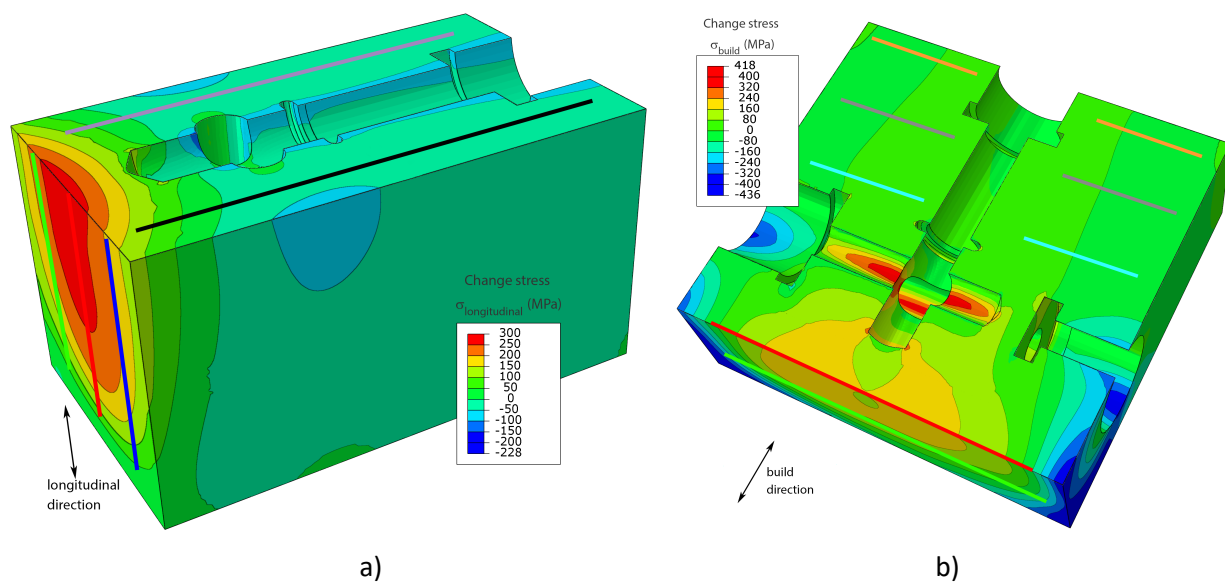 Change stress
σbuild (MPa)
418
400
320
240
160
80
0
-80
-160
-240
-320
-400
-436
Change stress
σlongitudinal (MPa)
300
250
200
150
100
50
0
-50
-100
-150
-200
-228
longitudinal
direction
build
direction
a)
b)